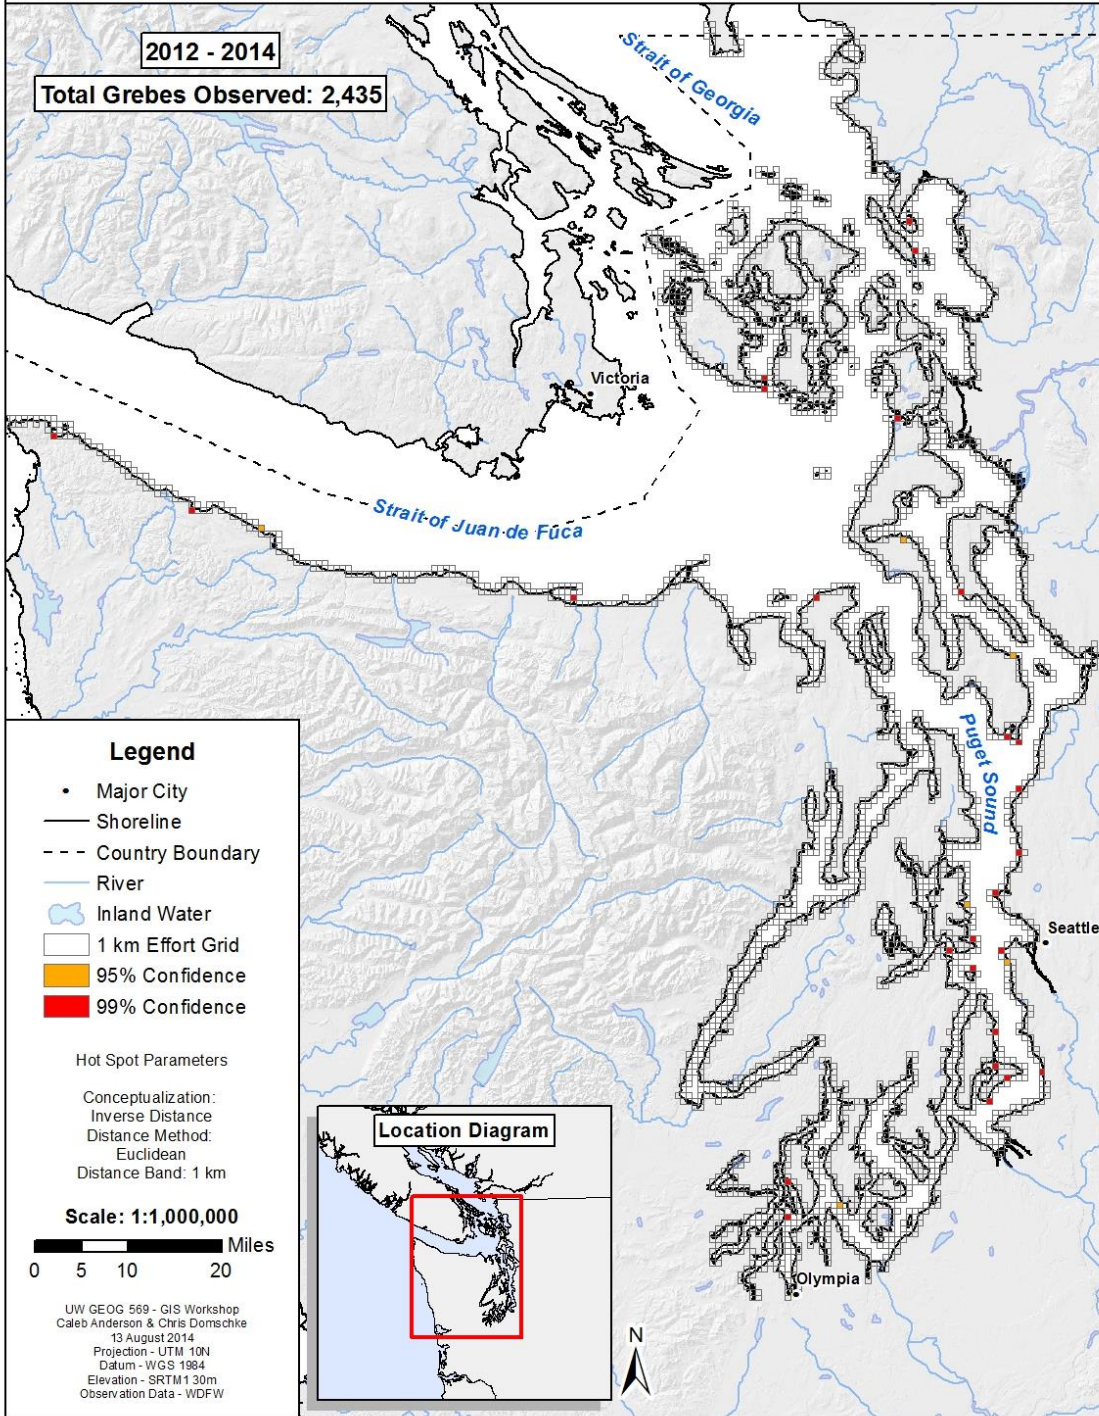 2012 - 2014
Total Grebes Observed: 2,435
Strait of Georgia
Victoria
Strait of Juan de Fuca
Puget Sound
Seattle
Olympia
Legend
Major City
Shoreline
Country Boundary
River
Inland Water
1 km Effort Grid
95% Confidence
99% Confidence
Hot Spot Parameters
Conceptualization:
Inverse Distance
Distance Method:
Euclidean
Distance Band: 1 km
Scale: 1:1,000,000
Miles
0 5 10 20
UW GEOG 569 - GIS Workshop
Caleb Anderson & Chris Domschke
13 August 2014
Projection - UTM 10N
Datum - WGS 1984
Elevation - SRTM1 30m
Observation Data - WDFW
Location Diagram
N